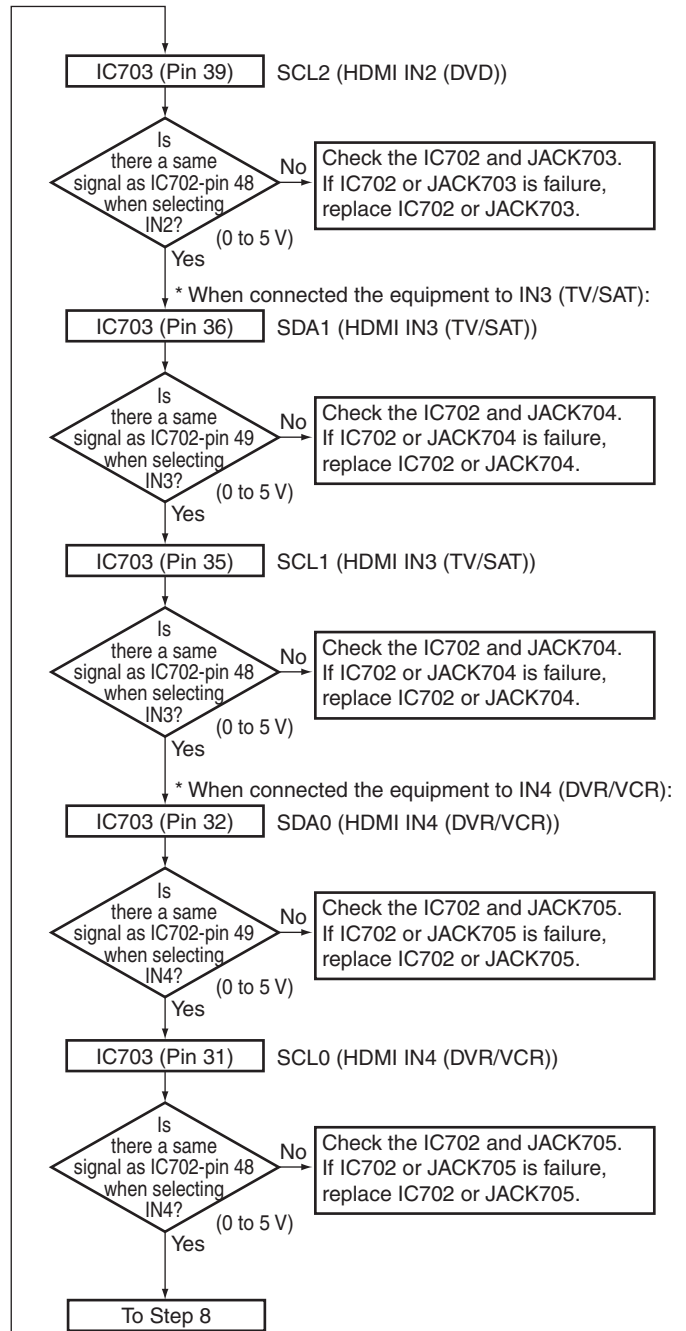 IC703 (Pin 39) SCL2 (HDMI IN2 (DVD))
Is
there a same
signal as IC702-pin 48
when selecting
IN2?
(0 to 5 V)
No
Check the IC702 and JACK703.
If IC702 or JACK703 is failure,
replace IC702 or JACK703.
Yes
* When connected the equipment to IN3 (TV/SAT):
IC703 (Pin 36) SDA1 (HDMI IN3 (TV/SAT))
Is
there a same
signal as IC702-pin 49
when selecting
IN3?
(0 to 5 V)
No
Check the IC702 and JACK704.
If IC702 or JACK704 is failure,
replace IC702 or JACK704.
Yes
IC703 (Pin 35) SCL1 (HDMI IN3 (TV/SAT))
Is
there a same
signal as IC702-pin 48
when selecting
IN3?
(0 to 5 V)
No
Check the IC702 and JACK704.
If IC702 or JACK704 is failure,
replace IC702 or JACK704.
Yes
* When connected the equipment to IN4 (DVR/VCR):
IC703 (Pin 32) SDA0 (HDMI IN4 (DVR/VCR))
Is
there a same
signal as IC702-pin 49
when selecting
IN4?
(0 to 5 V)
No
Check the IC702 and JACK705.
If IC702 or JACK705 is failure,
replace IC702 or JACK705.
Yes
IC703 (Pin 31) SCL0 (HDMI IN4 (DVR/VCR))
Is
there a same
signal as IC702-pin 48
when selecting
IN4?
(0 to 5 V)
No
Check the IC702 and JACK705.
If IC702 or JACK705 is failure,
replace IC702 or JACK705.
Yes
To Step 8